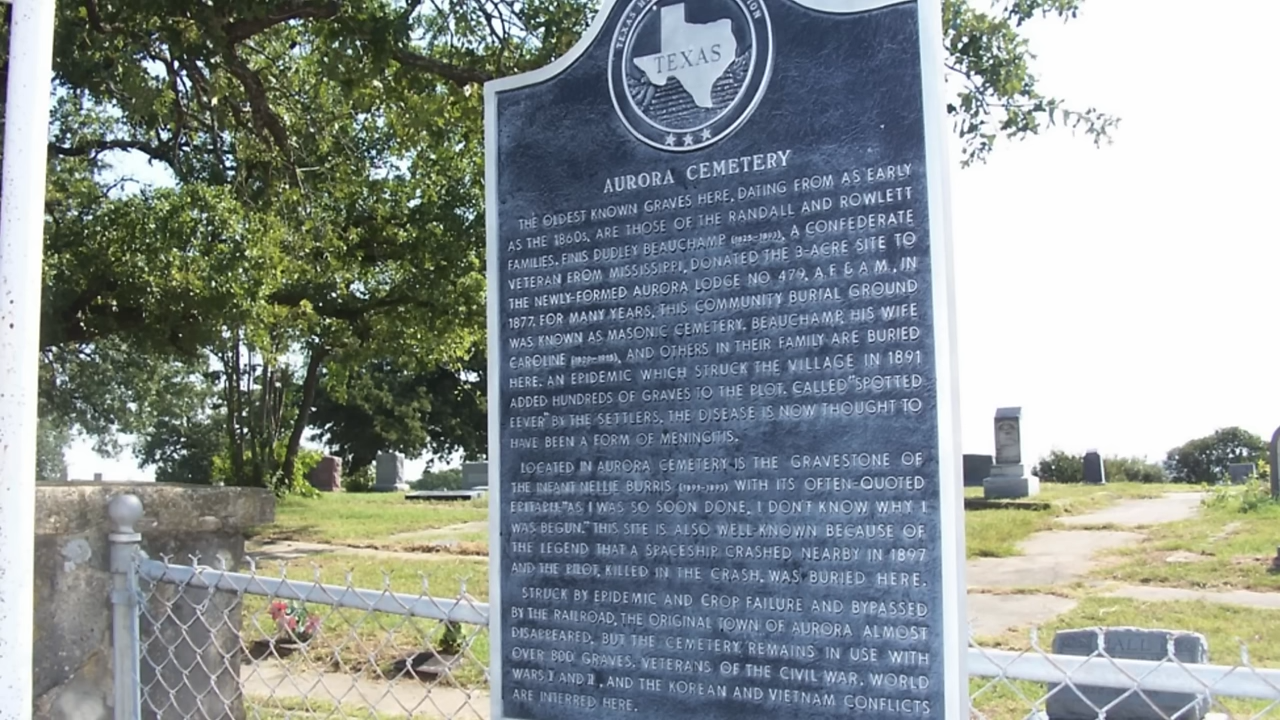 TEXAS
AURORA CEMETERY
THE OLDEST KNOWN GRAVES HERE, DATING FROM AS EARLY
AS THE 1860s, ARE THOSE OF THE RANDALL AND ROWLETT
FAMILIES. FINIS DUDLEY BEAUCHAMP (1825-1893), A CONFEDERATE
VETERAN FROM MISSISSIPPI, DONATED THE 3-ACRE SITE TO
THE NEWLY-FORMED AURORA LODGE NO. 479, A.F. & A.M., IN
1877. FOR MANY YEARS, THIS COMMUNITY BURIAL GROUND
WAS KNOWN AS MASONIC CEMETERY. BEAUCHAMP, HIS WIFE
CAROLINE AND OTHERS IN THEIR FAMILY ARE BURIED
HERE. AN EPIDEMIC WHICH STRUCK THE VILLAGE IN 1891
ADDED HUNDREDS OF GRAVES TO THE PLOT. CALLED "SPOTTED
FEVER" BY THE SETTLERS, THE DISEASE IS NOW THOUGHT TO
HAVE BEEN A FORM OF MENINGITIS.
LOCATED IN AURORA CEMETERY IS THE GRAVESTONE OF
THE INFANT NELLIE BURRIS (1891-1893) WITH ITS OFTEN-QUOTED
EPITAPH: "AS I WAS SO SOON DONE, I DON'T KNOW WHY I
WAS BEGUN." THIS SITE IS ALSO WELL-KNOWN BECAUSE OF
THE LEGEND THAT A SPACESHIP CRASHED NEARBY IN 1897
AND THE PILOT, KILLED IN THE CRASH, WAS BURIED HERE.
STRUCK BY EPIDEMIC AND CROP FAILURE AND BYPASSED
BY THE RAILROAD, THE ORIGINAL TOWN OF AURORA ALMOST
DISAPPEARED, BUT THE CEMETERY REMAINS IN USE WITH
OVER 800 GRAVES. VETERANS OF THE CIVIL WAR, WORLD
WARS I AND II, AND THE KOREAN AND VIETNAM CONFLICTS
ARE INTERRED HERE.